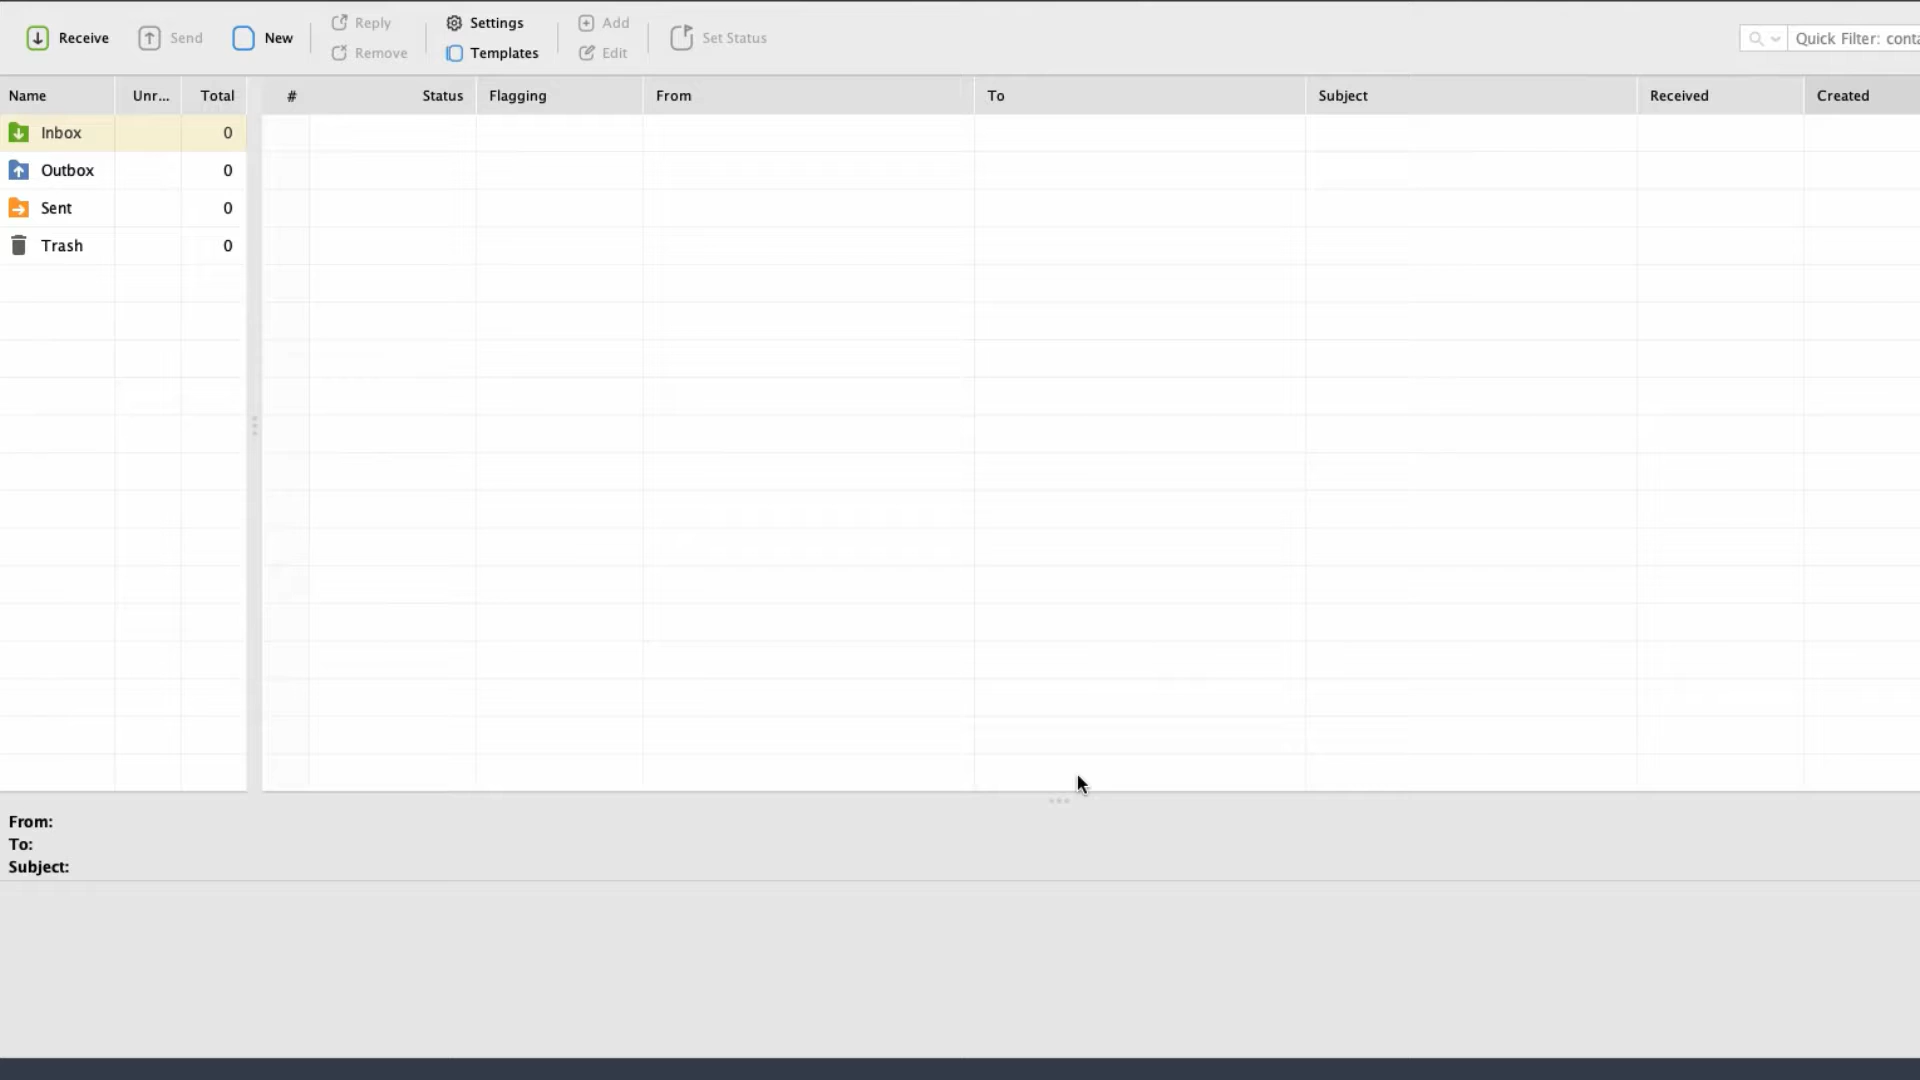 Receive Send New Reply Settings Add Set Status Quick Filter: conta
Remove Templates Edit
Name Unr... Total # Status Flagging From To Subject Received Created
Inbox 0
Outbox 0
Sent 0
Trash 0
From:
To:
Subject: